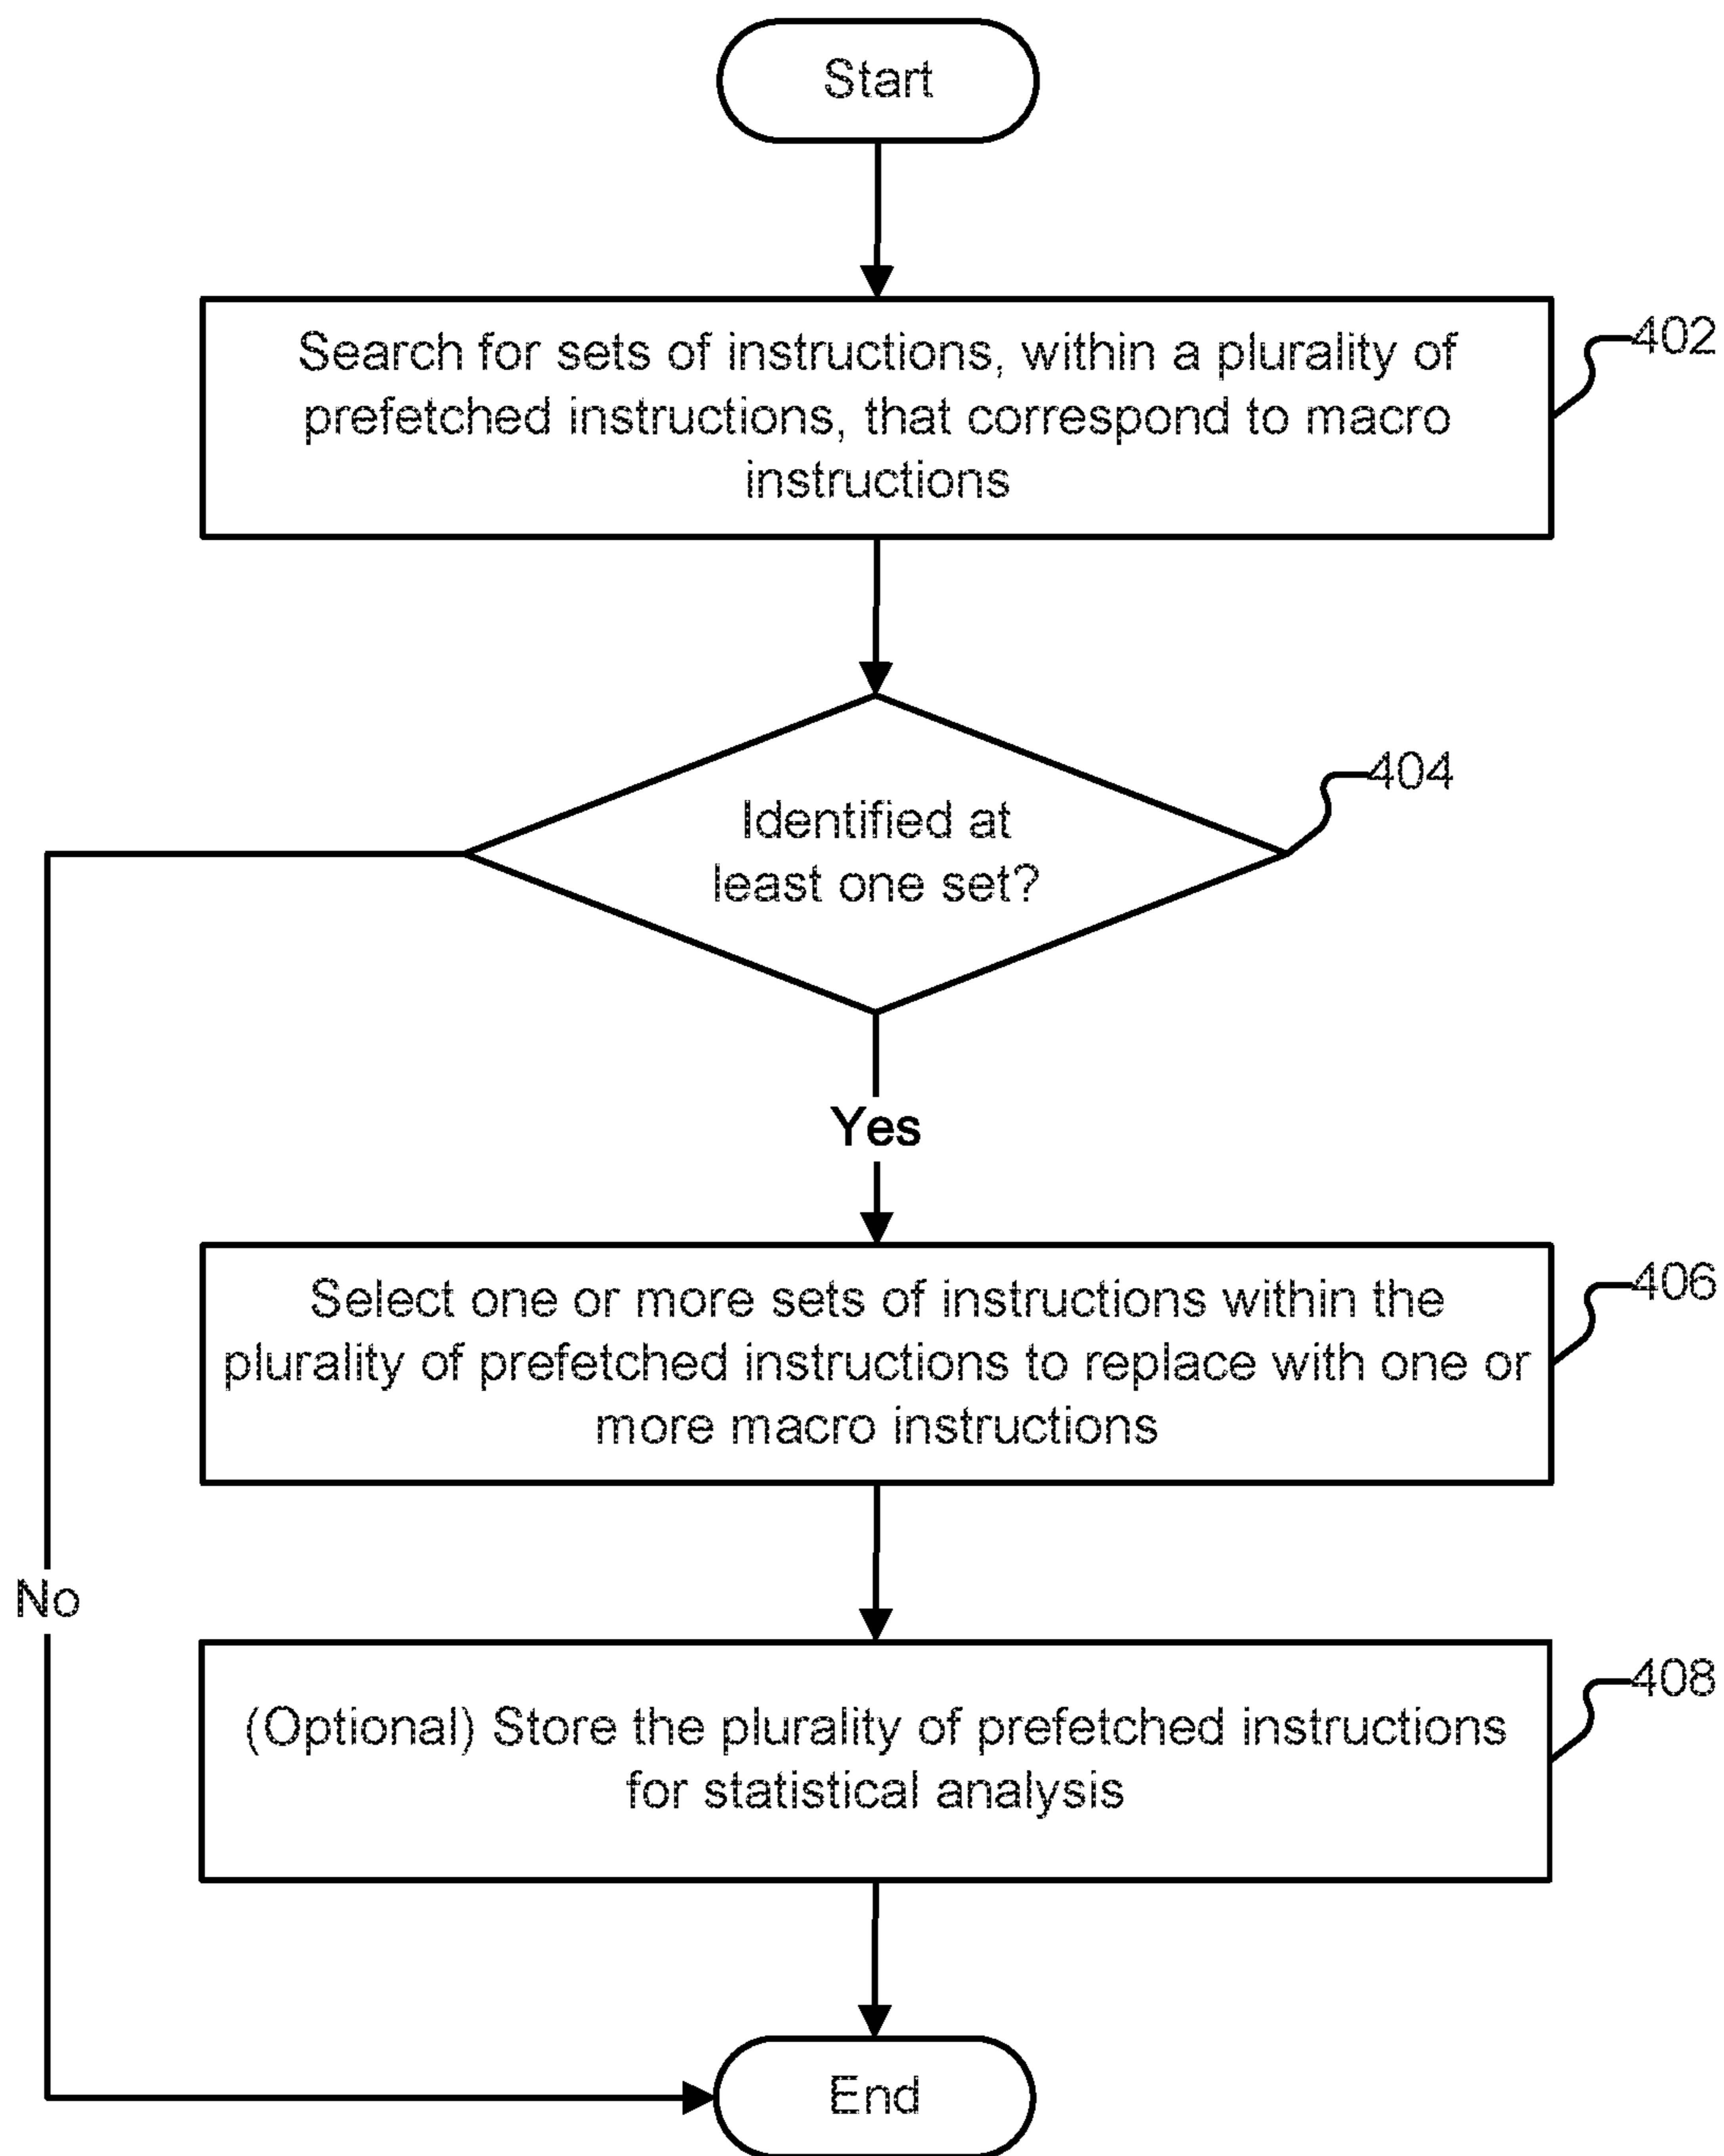 Start
Search for sets of instructions, within a plurality of
prefetched instructions, that correspond to macro
instructions
402
Identified at
least one set?
404
Yes
Select one or more sets of instructions within the
plurality of prefetched instructions to replace with one or
more macro instructions
406
No
(Optional) Store the plurality of prefetched instructions
for statistical analysis
408
End